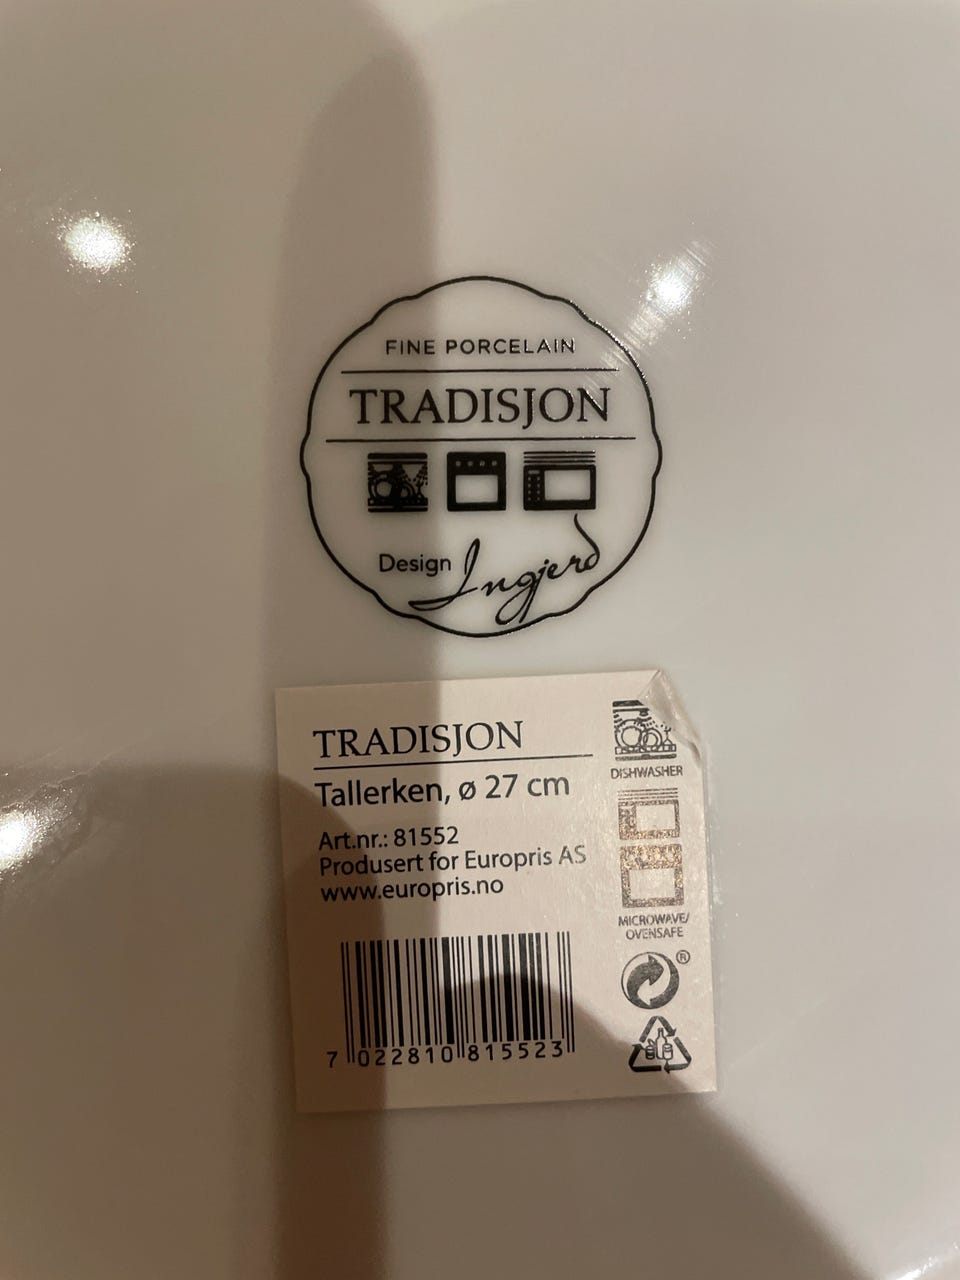 FINE PORCELAIN
TRADISJON
Design Ingjerd
TRADISJON
Tallerken, ø 27 cm
Art.nr.: 81552
Produsert for Europris AS
www.europris.no
7 022810 815523
DISHWASHER
MICROWAVE/
OVENSAFE
®